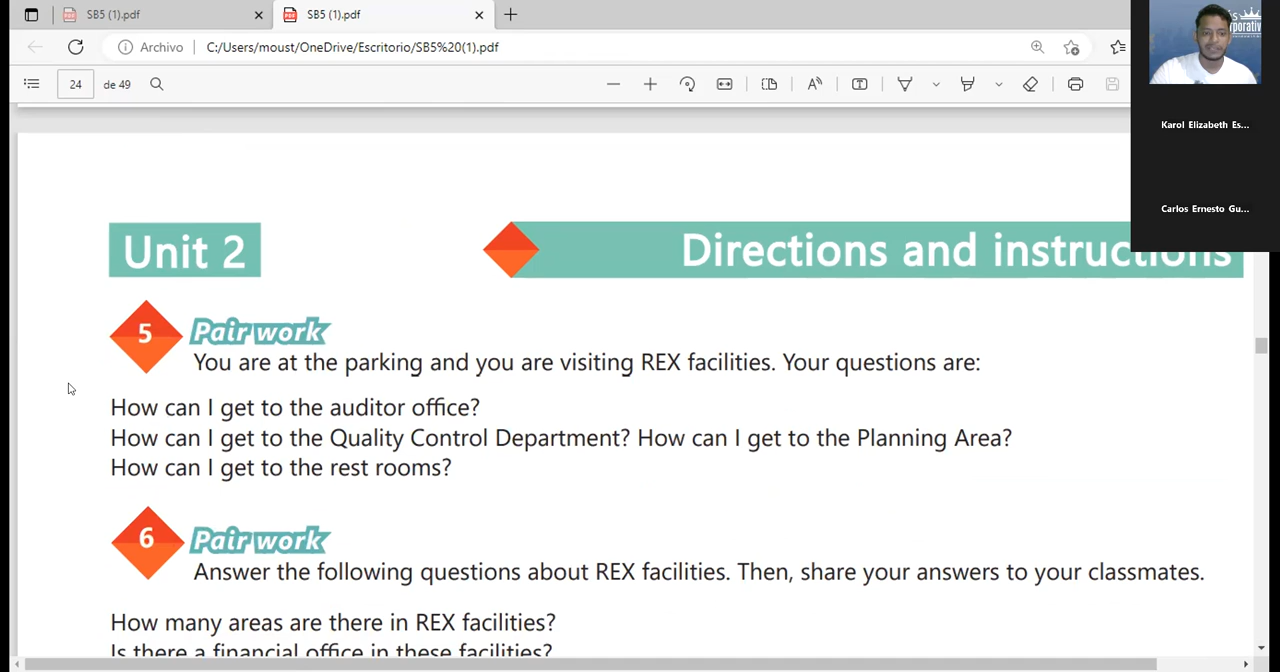 SB5 (1).pdf
SB5 (1).pdf
Archivo
C:/Users/moust/OneDrive/Escritorio/SB5%20(1).pdf
24
de 49
Karol Elizabeth Es...
Carlos Ernesto Gu...
Unit 2
Directions and instructions
5
Pair work
You are at the parking and you are visiting REX facilities. Your questions are:
How can I get to the auditor office?
How can I get to the Quality Control Department? How can I get to the Planning Area?
How can I get to the rest rooms?
6
Pair work
Answer the following questions about REX facilities. Then, share your answers to your classmates.
How many areas are there in REX facilities?
Is there a financial office in these facilities?